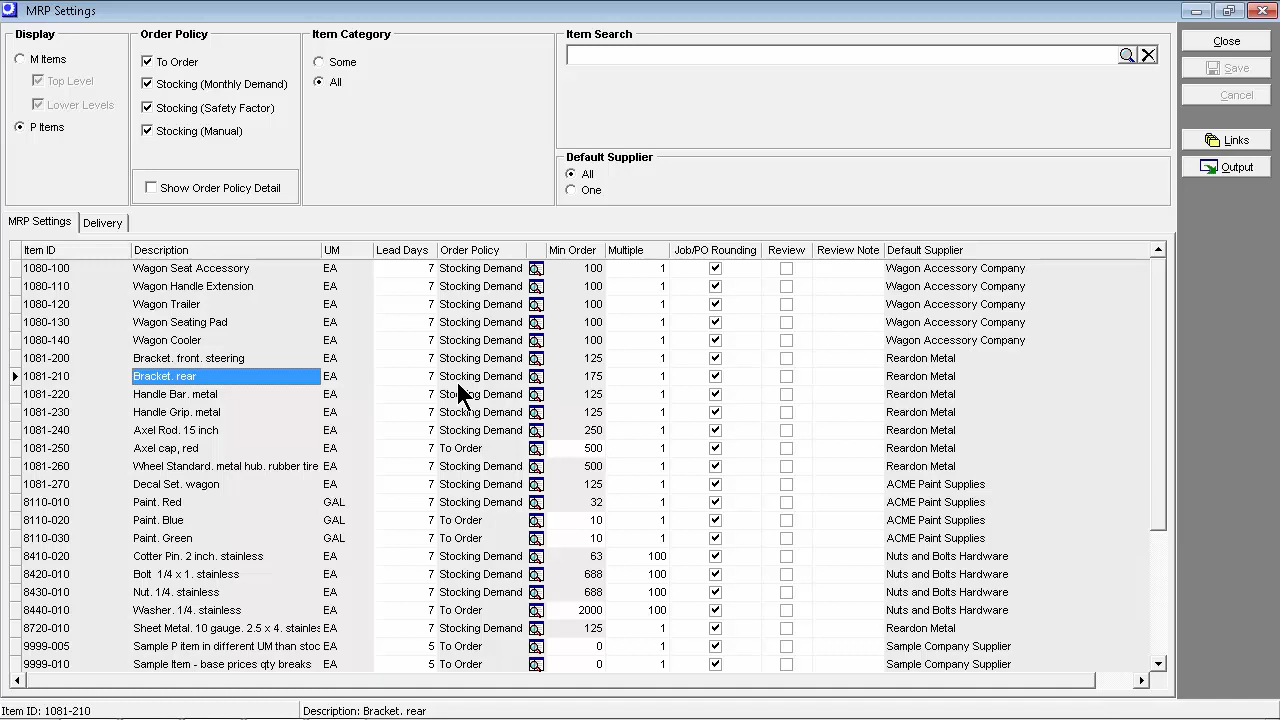 MRP Settings
Display
M Items
Top Level
Lower Levels
P Items
Order Policy
To Order
Stocking (Monthly Demand)
Stocking (Safety Factor)
Stocking (Manual)
Show Order Policy Detail
Item Category
Some
All
Item Search
Default Supplier
All
One
Close
Save
Cancel
Links
Output
MRP Settings Delivery
Item ID Description UM Lead Days Order Policy Min Order Multiple Job/PO Rounding Review Review Note Default Supplier
1080-100 Wagon Seat Accessory EA 7 Stocking Demand 100 1 Wagon Accessory Company
1080-110 Wagon Handle Extension EA 7 Stocking Demand 100 1 Wagon Accessory Company
1080-120 Wagon Trailer EA 7 Stocking Demand 100 1 Wagon Accessory Company
1080-130 Wagon Seating Pad EA 7 Stocking Demand 100 1 Wagon Accessory Company
1080-140 Wagon Cooler EA 7 Stocking Demand 100 1 Wagon Accessory Company
1081-200 Bracket. front. steering EA 7 Stocking Demand 125 1 Reardon Metal
1081-210 Bracket. rear EA 7 Stocking Demand 175 1 Reardon Metal
1081-220 Handle Bar. metal EA 7 Stocking Demand 125 1 Reardon Metal
1081-230 Handle Grip. metal EA 7 Stocking Demand 125 1 Reardon Metal
1081-240 Axel Rod. 15 inch EA 7 Stocking Demand 250 1 Reardon Metal
1081-250 Axel cap, red EA 7 To Order 500 1 Reardon Metal
1081-260 Wheel Standard. metal hub. rubber tire EA 7 Stocking Demand 500 1 Reardon Metal
1081-270 Decal Set. wagon EA 7 Stocking Demand 125 1 ACME Paint Supplies
8110-010 Paint. Red GAL 7 Stocking Demand 32 1 ACME Paint Supplies
8110-020 Paint. Blue GAL 7 To Order 10 1 ACME Paint Supplies
8110-030 Paint. Green GAL 7 To Order 10 1 ACME Paint Supplies
8410-020 Cotter Pin. 2 inch. stainless EA 7 Stocking Demand 63 100 Nuts and Bolts Hardware
8420-010 Bolt 1/4 x 1. stainless EA 7 Stocking Demand 688 100 Nuts and Bolts Hardware
8430-010 Nut. 1/4. stainless EA 7 Stocking Demand 688 100 Nuts and Bolts Hardware
8440-010 Washer. 1/4. stainless EA 7 To Order 2000 100 Nuts and Bolts Hardware
8720-010 Sheet Metal. 10 gauge. 2.5 x 4. stainles EA 7 Stocking Demand 125 1 Reardon Metal
9999-005 Sample P item in different UM than stoc EA 5 To Order 0 1 Sample Company Supplier
9999-010 Sample Item - base prices qty breaks EA 5 To Order 0 1 Sample Company Supplier
Item ID: 1081-210 Description: Bracket. rear